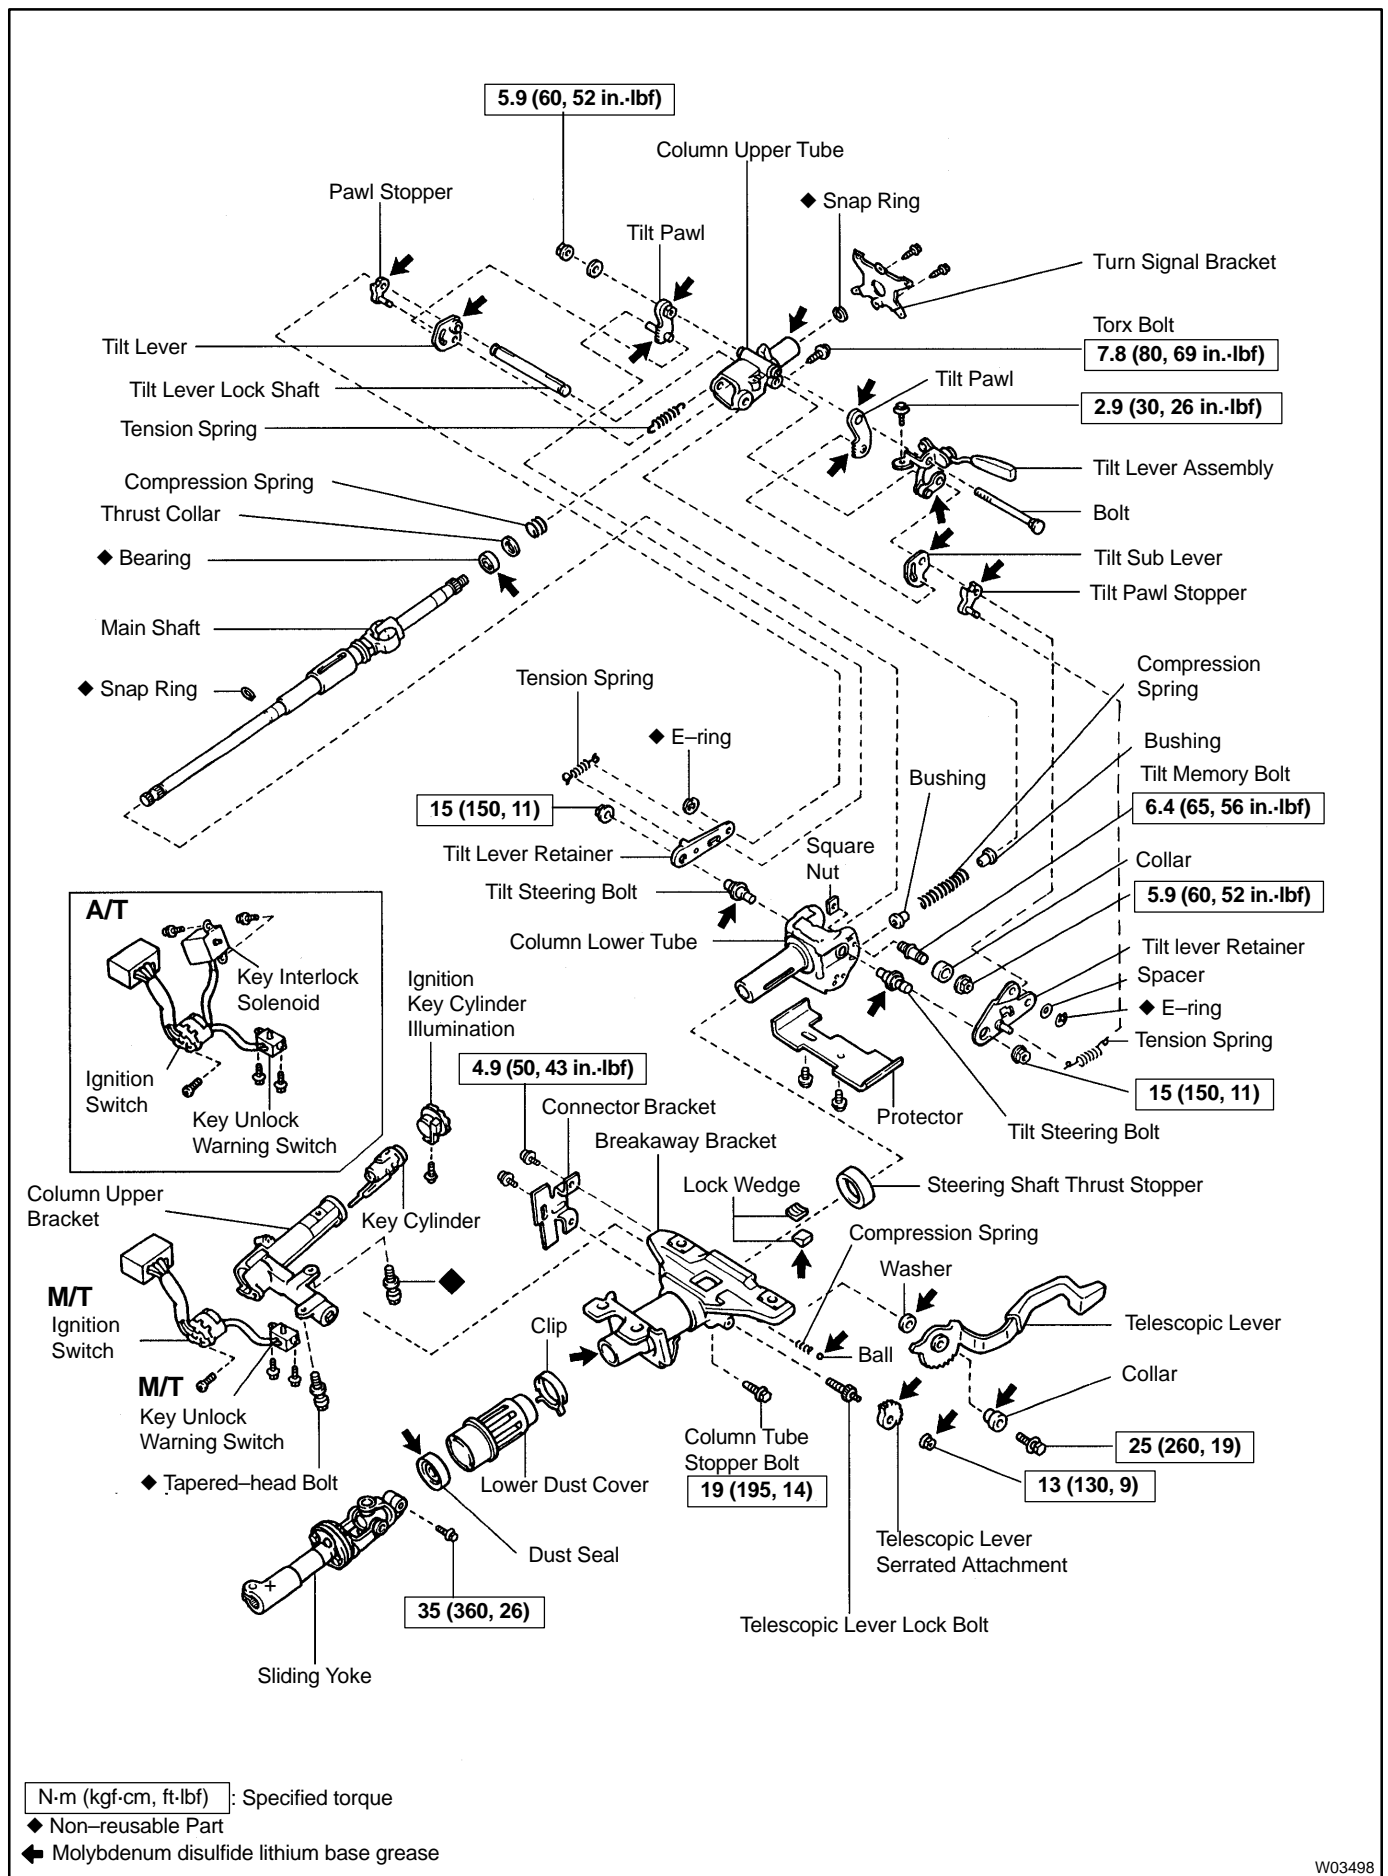 5.9 (60, 52 in.·lbf)
Column Upper Tube
Pawl Stopper
◆ Snap Ring
Tilt Pawl
Turn Signal Bracket
Torx Bolt
7.8 (80, 69 in.·lbf)
Tilt Lever
Tilt Pawl
Tilt Lever Lock Shaft
2.9 (30, 26 in.·lbf)
Tension Spring
Tilt Lever Assembly
Compression Spring
Thrust Collar
Bolt
◆ Bearing
Tilt Sub Lever
Tilt Pawl Stopper
Main Shaft
Compression
Spring
Tension Spring
◆ Snap Ring
◆ E–ring
Bushing
Bushing
Tilt Memory Bolt
15 (150, 11)
6.4 (65, 56 in.·lbf)
Square
Nut
Tilt Lever Retainer
Collar
Tilt Steering Bolt
5.9 (60, 52 in.·lbf)
A/T
Column Lower Tube
Tilt lever Retainer
Key Interlock
Solenoid
Ignition
Key Cylinder
Illumination
Spacer
◆ E–ring
Tension Spring
4.9 (50, 43 in.·lbf)
Ignition
Switch
15 (150, 11)
Connector Bracket
Protector
Key Unlock
Warning Switch
Tilt Steering Bolt
Breakaway Bracket
Lock Wedge
Steering Shaft Thrust Stopper
Column Upper
Bracket
Key Cylinder
Compression Spring
Washer
◆
M/T
Ignition
Switch
Clip
Telescopic Lever
Ball
M/T
Key Unlock
Warning Switch
Collar
Column Tube
Stopper Bolt
25 (260, 19)
◆ Tapered–head Bolt
Lower Dust Cover
19 (195, 14)
13 (130, 9)
Dust Seal
Telescopic Lever
Serrated Attachment
35 (360, 26)
Telescopic Lever Lock Bolt
Sliding Yoke
N·m (kgf·cm, ft·lbf) : Specified torque
◆ Non–reusable Part
Molybdenum disulfide lithium base grease
W03498